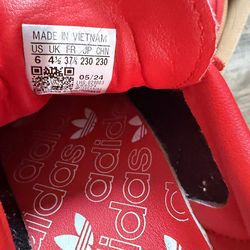 MADE IN VIETNAM
US UK FR JP CHN
6 4½ 37⅓ 230 230
05/24
adidas
adidas
adidas